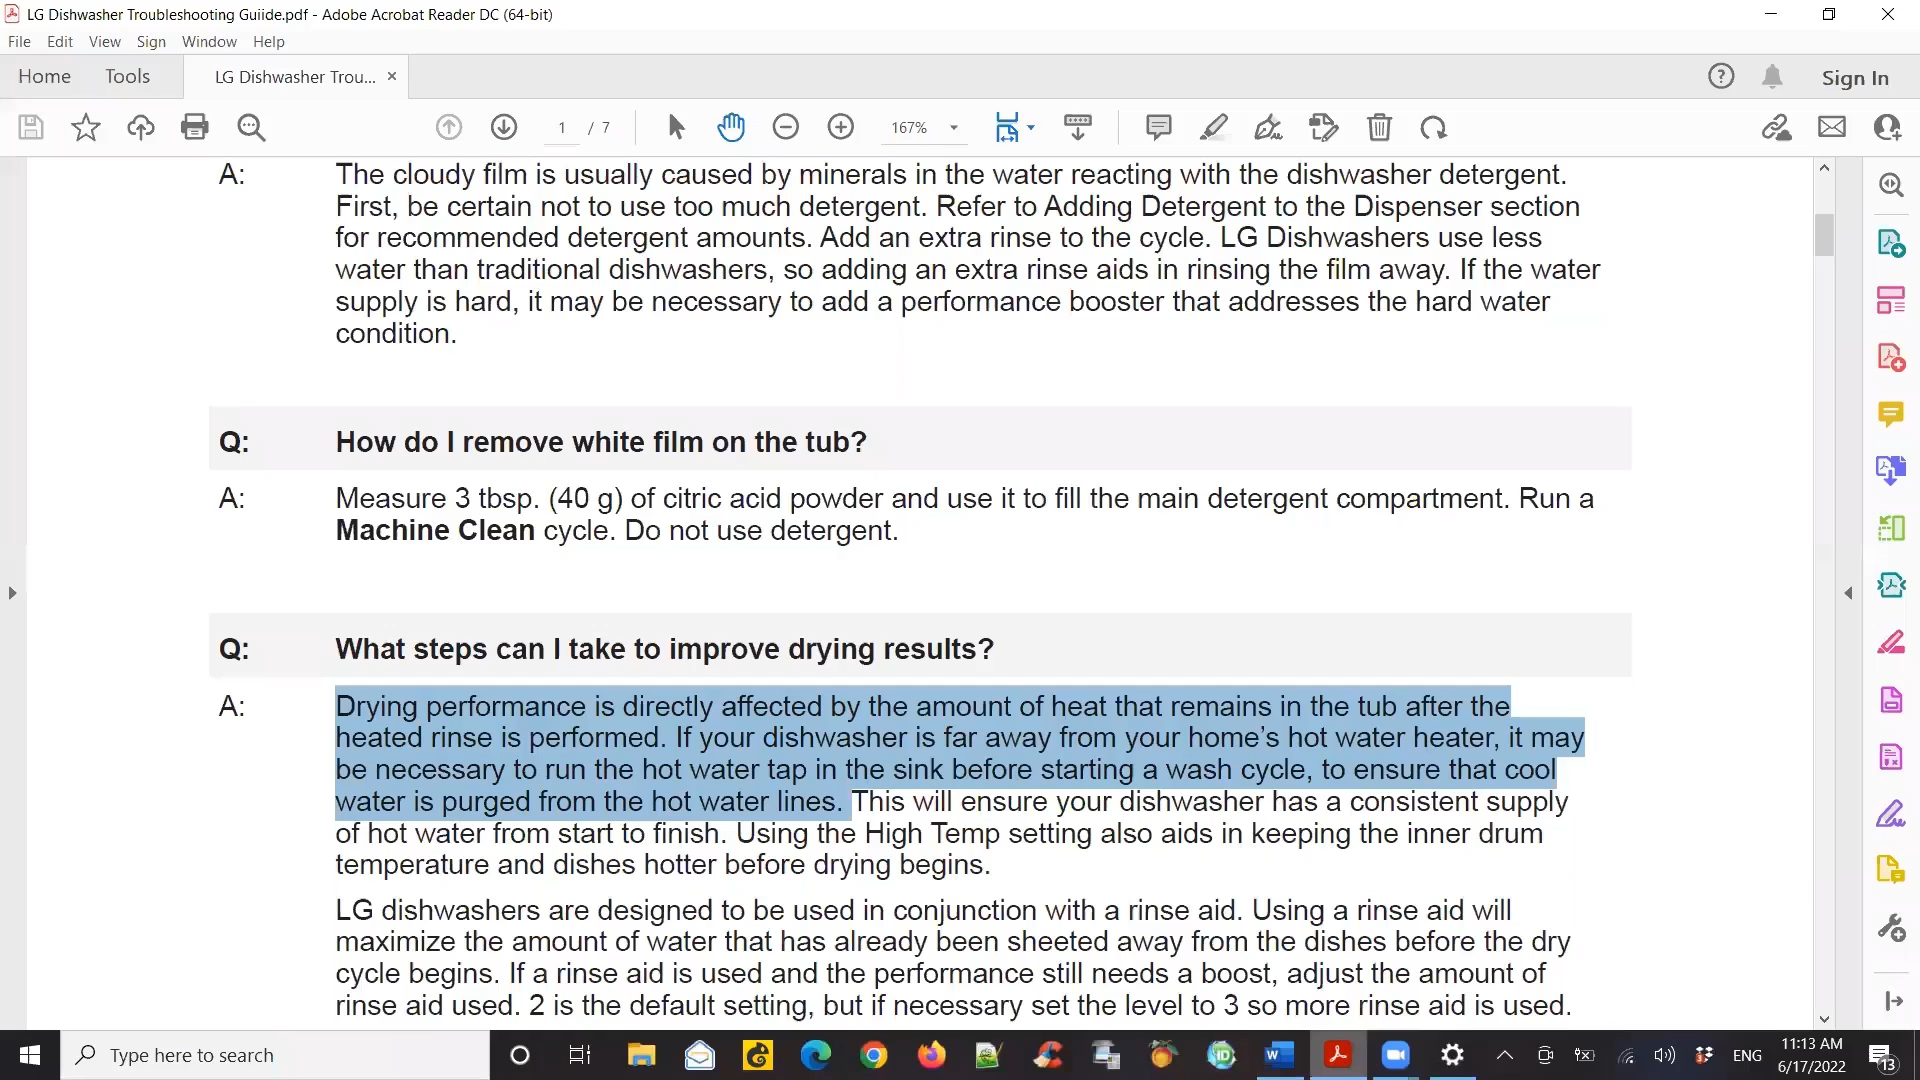 LG Dishwasher Troubleshooting Guiide.pdf - Adobe Acrobat Reader DC (64-bit)
File Edit View Sign Window Help
Home Tools LG Dishwasher Trou... × Sign In
1 / 7 167%
A: The cloudy film is usually caused by minerals in the water reacting with the dishwasher detergent.
First, be certain not to use too much detergent. Refer to Adding Detergent to the Dispenser section
for recommended detergent amounts. Add an extra rinse to the cycle. LG Dishwashers use less
water than traditional dishwashers, so adding an extra rinse aids in rinsing the film away. If the water
supply is hard, it may be necessary to add a performance booster that addresses the hard water
condition.
Q: How do I remove white film on the tub?
A: Measure 3 tbsp. (40 g) of citric acid powder and use it to fill the main detergent compartment. Run a
Machine Clean cycle. Do not use detergent.
Q: What steps can I take to improve drying results?
A: Drying performance is directly affected by the amount of heat that remains in the tub after the
heated rinse is performed. If your dishwasher is far away from your home's hot water heater, it may
be necessary to run the hot water tap in the sink before starting a wash cycle, to ensure that cool
water is purged from the hot water lines. This will ensure your dishwasher has a consistent supply
of hot water from start to finish. Using the High Temp setting also aids in keeping the inner drum
temperature and dishes hotter before drying begins.
LG dishwashers are designed to be used in conjunction with a rinse aid. Using a rinse aid will
maximize the amount of water that has already been sheeted away from the dishes before the dry
cycle begins. If a rinse aid is used and the performance still needs a boost, adjust the amount of
rinse aid used. 2 is the default setting, but if necessary set the level to 3 so more rinse aid is used.
Type here to search
ENG
11:13 AM
6/17/2022
13